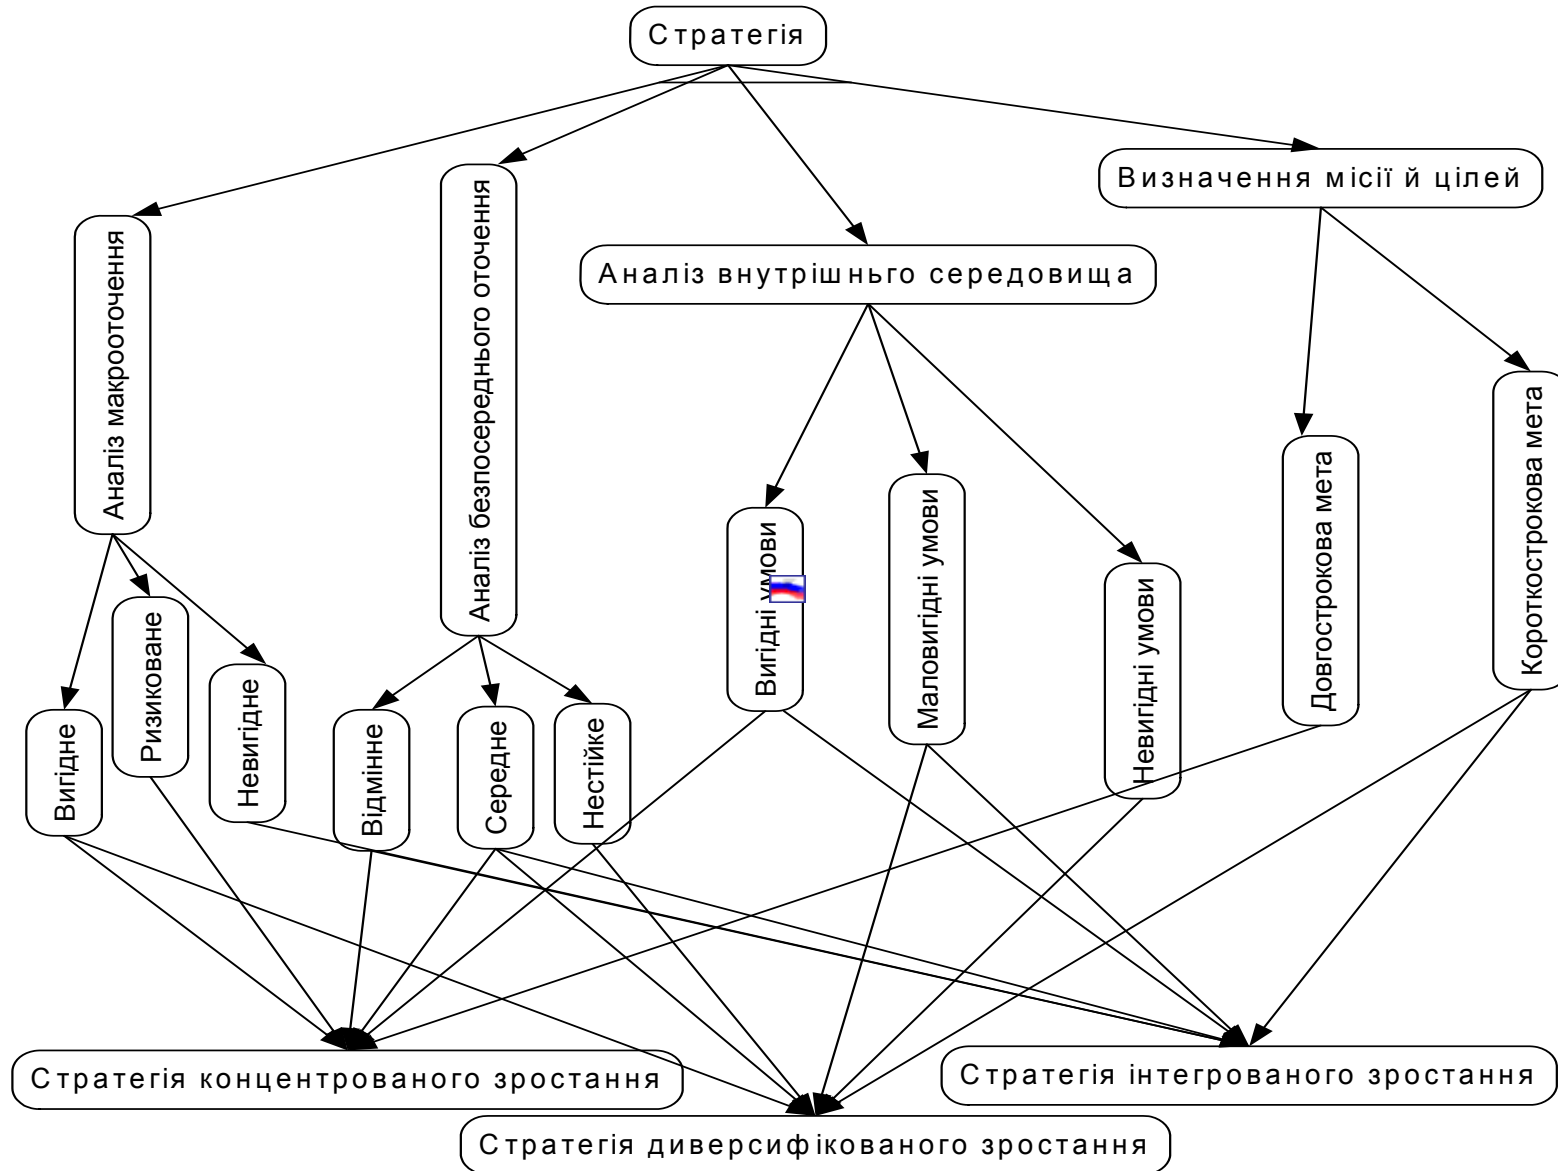 Стратегія
Визначення місії й цілей
Аналіз макрооточення
Аналіз безпосереднього оточення
Аналіз внутрішнього середовища
Вигідне
Ризиковане
Невигідне
Відмінне
Середнє
Нестійке
Вигідні умови
Маловигідні умови
Невигідні умови
Довгострокова мета
Короткострокова мета
Стратегія концентрованого зростання
Стратегія інтегрованого зростання
Стратегія диверсифікованого зростання